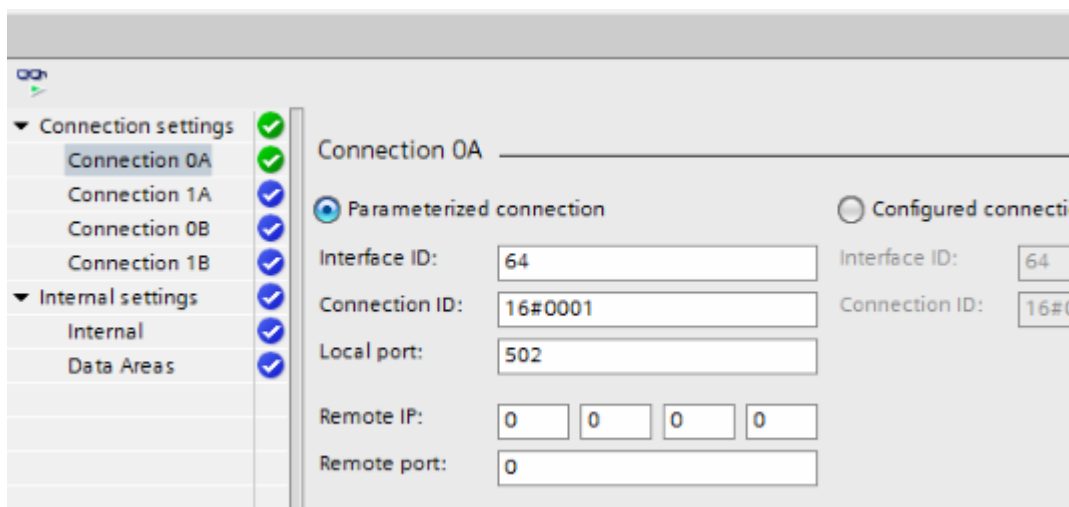 Connection settings
Connection 0A
Connection 1A
Connection 0B
Connection 1B
Internal settings
Internal
Data Areas
Connection 0A
Parameterized connection
Configured connecti
Interface ID: 64
Interface ID: 64
Connection ID: 16#0001
Connection ID: 16#0
Local port: 502
Remote IP: 0 0 0 0
Remote port: 0